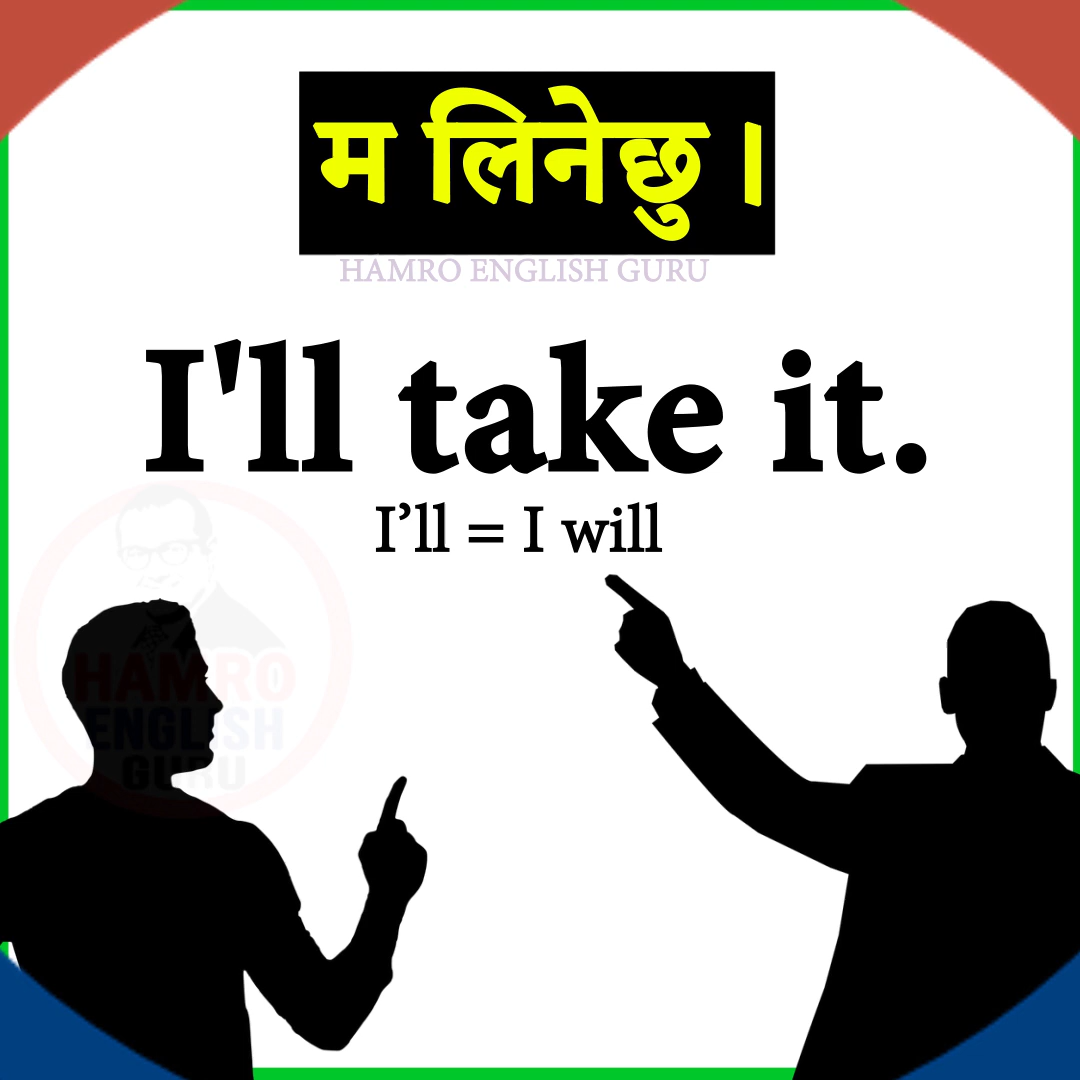 म लिनेछु ।
HAMRO ENGLISH GURU
I'll take it.
I’ll = I will
HAMRO
ENGLISH
GURU